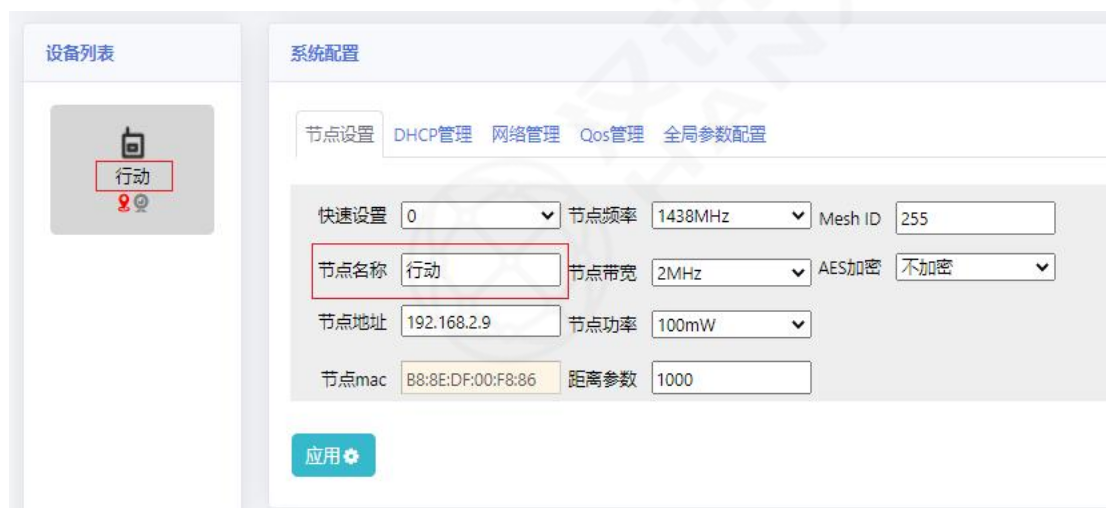 设备列表
行动
系统配置
节点设置 DHCP管理 网络管理 Qos管理 全局参数配置
快速设置 0 节点频率 1438MHz Mesh ID 255
节点名称 行动 节点带宽 2MHz AES加密 不加密
节点地址 192.168.2.9 节点功率 100mW
节点mac B8:8E:DF:00:F8:86 距离参数 1000
应用